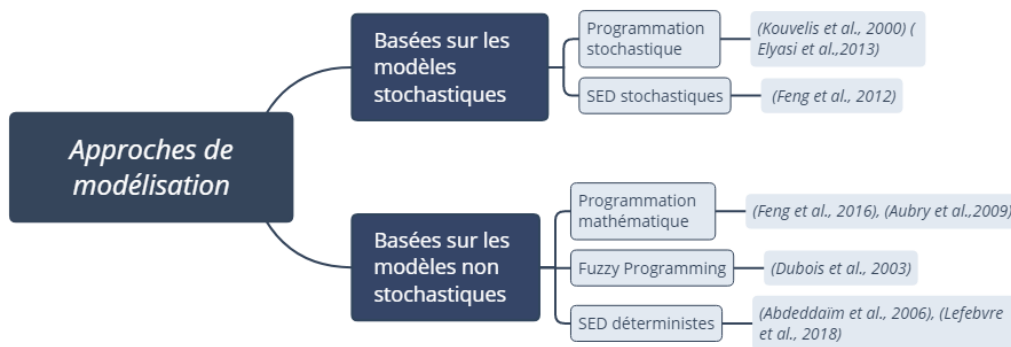 Approches de
modélisation
Basées sur les
modèles
stochastiques
Programmation
stochastique
(Kouvelis et al., 2000) (
Elyasi et al.,2013)
SED stochastiques
(Feng et al., 2012)
Basées sur les
modèles non
stochastiques
Programmation
mathématique
(Feng et al., 2016), (Aubry et al.,2009)
Fuzzy Programming
(Dubois et al., 2003)
SED déterministes
(Abdeddaïm et al., 2006), (Lefebvre
et al., 2018)